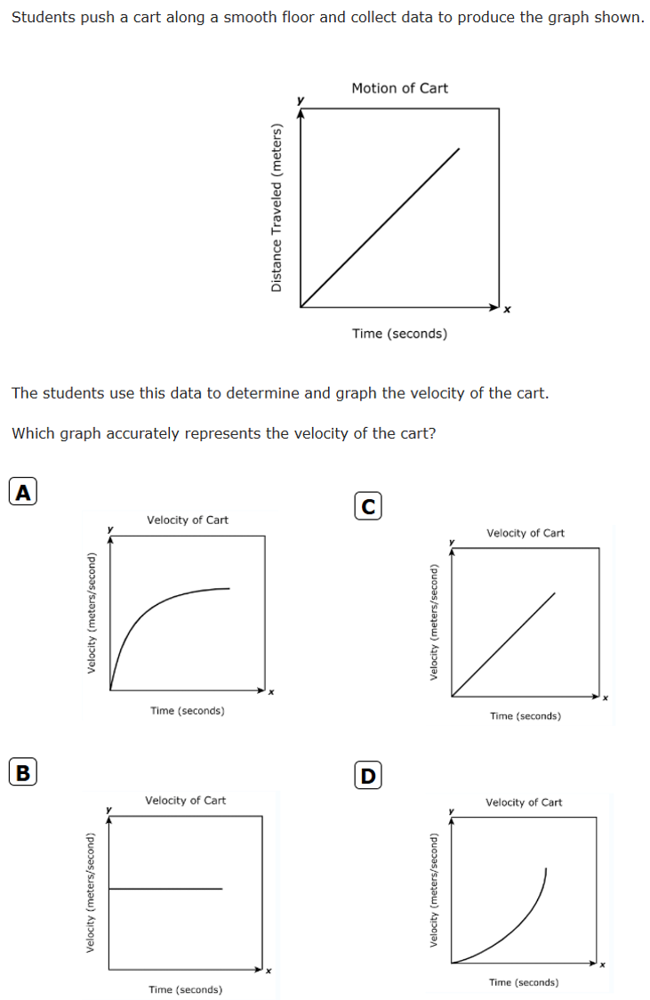 Students push a cart along a smooth floor and collect data to produce the graph shown.
Motion of Cart
y
Distance Traveled (meters)
x
Time (seconds)
The students use this data to determine and graph the velocity of the cart.
Which graph accurately represents the velocity of the cart?
A
Velocity of Cart
y
Velocity (meters/second)
x
Time (seconds)
C
Velocity of Cart
y
Velocity (meters/second)
x
Time (seconds)
B
Velocity of Cart
y
Velocity (meters/second)
x
Time (seconds)
D
Velocity of Cart
y
Velocity (meters/second)
x
Time (seconds)